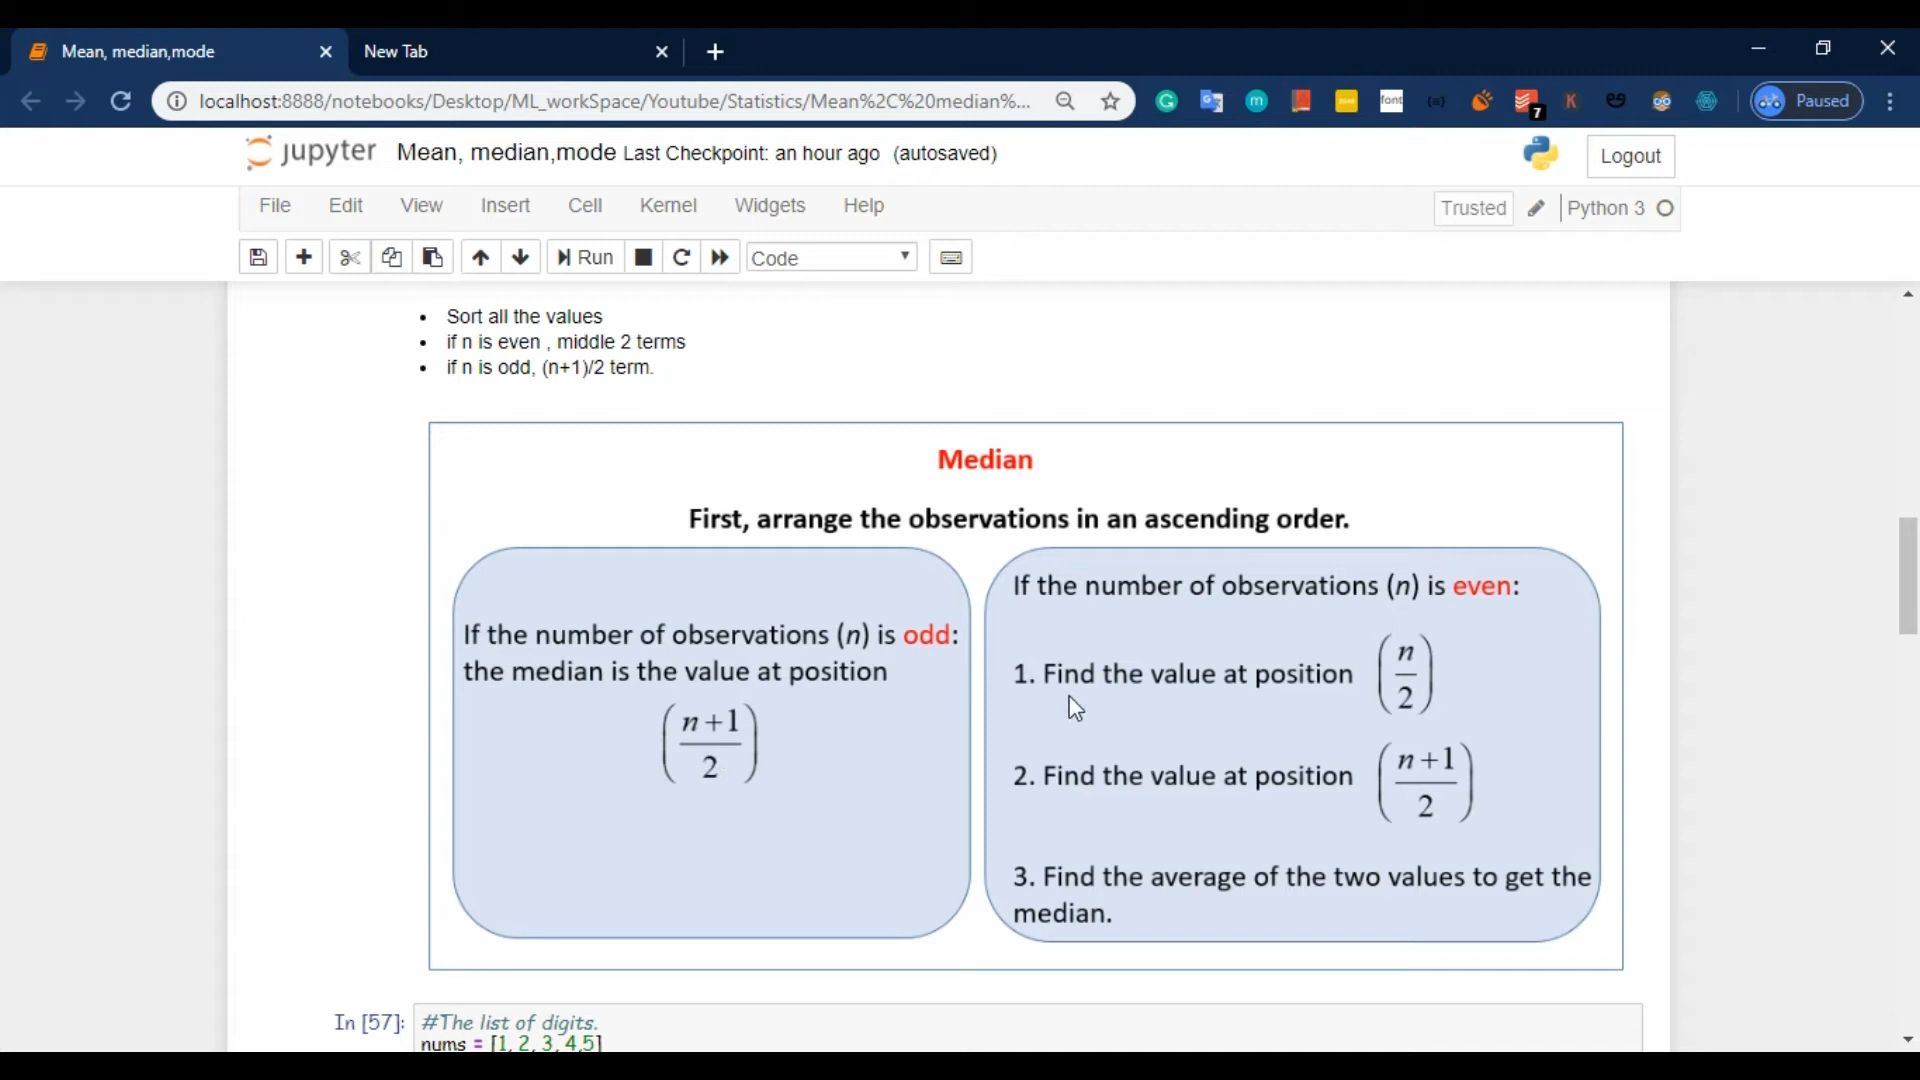 Mean, median,mode
New Tab
localhost:8888/notebooks/Desktop/ML_workSpace/Youtube/Statistics/Mean%2C%20median%...
7
Paused
jupyter Mean, median,mode Last Checkpoint: an hour ago (autosaved)
Logout
File Edit View Insert Cell Kernel Widgets Help
Trusted Python 3
Run
Code
• Sort all the values
• if n is even , middle 2 terms
• if n is odd, (n+1)/2 term.
Median
First, arrange the observations in an ascending order.
If the number of observations (n) is odd:
the median is the value at position
(n+1 / 2)
If the number of observations (n) is even:
1. Find the value at position (n / 2)
2. Find the value at position (n+1 / 2)
3. Find the average of the two values to get the
median.
In [57]: #The list of digits.
nums = [1, 2, 3, 4,5]